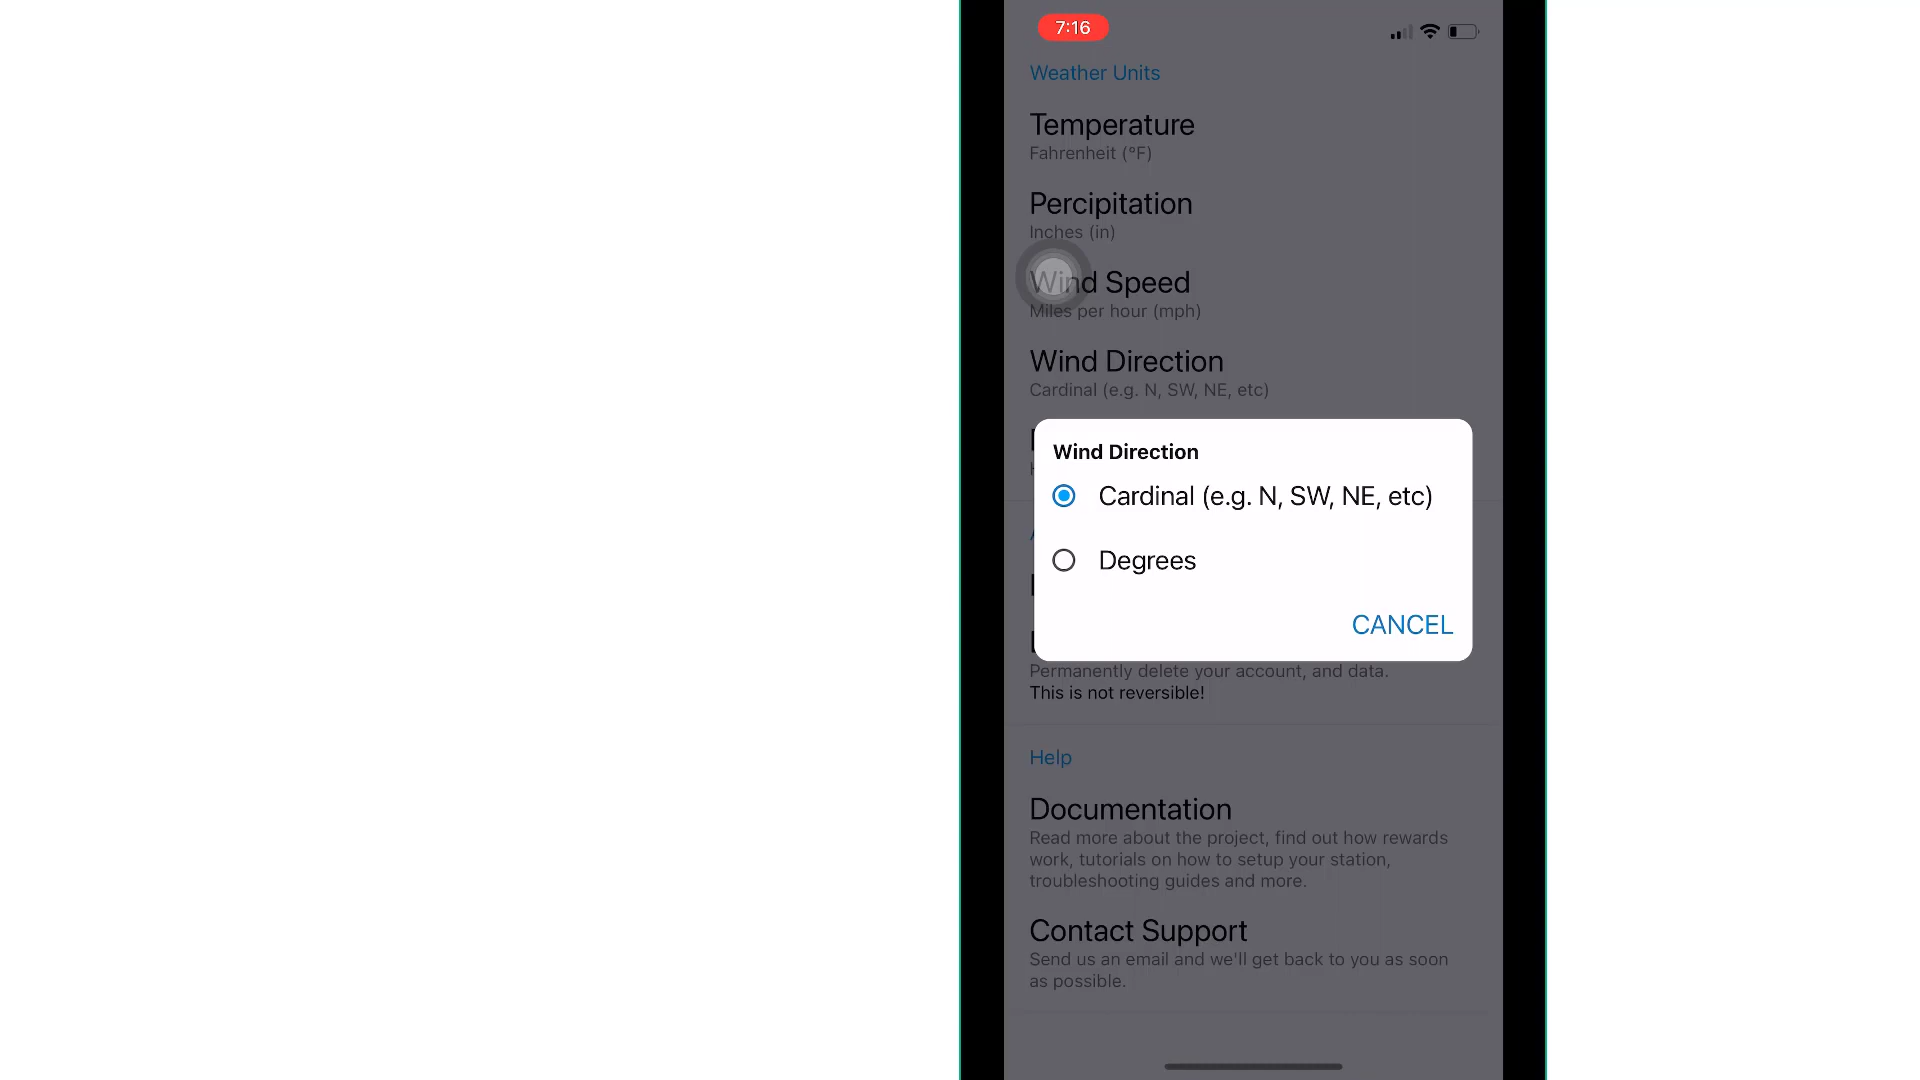 7:16
Weather Units
Temperature
Fahrenheit (°F)
Percipitation
Inches (in)
Wind Speed
Miles per hour (mph)
Wind Direction
Cardinal (e.g. N, SW, NE, etc)
Wind Direction
Cardinal (e.g. N, SW, NE, etc)
Degrees
CANCEL
Permanently delete your account, and data.
This is not reversible!
Help
Documentation
Read more about the project, find out how rewards
work, tutorials on how to setup your station,
troubleshooting guides and more.
Contact Support
Send us an email and we'll get back to you as soon
as possible.